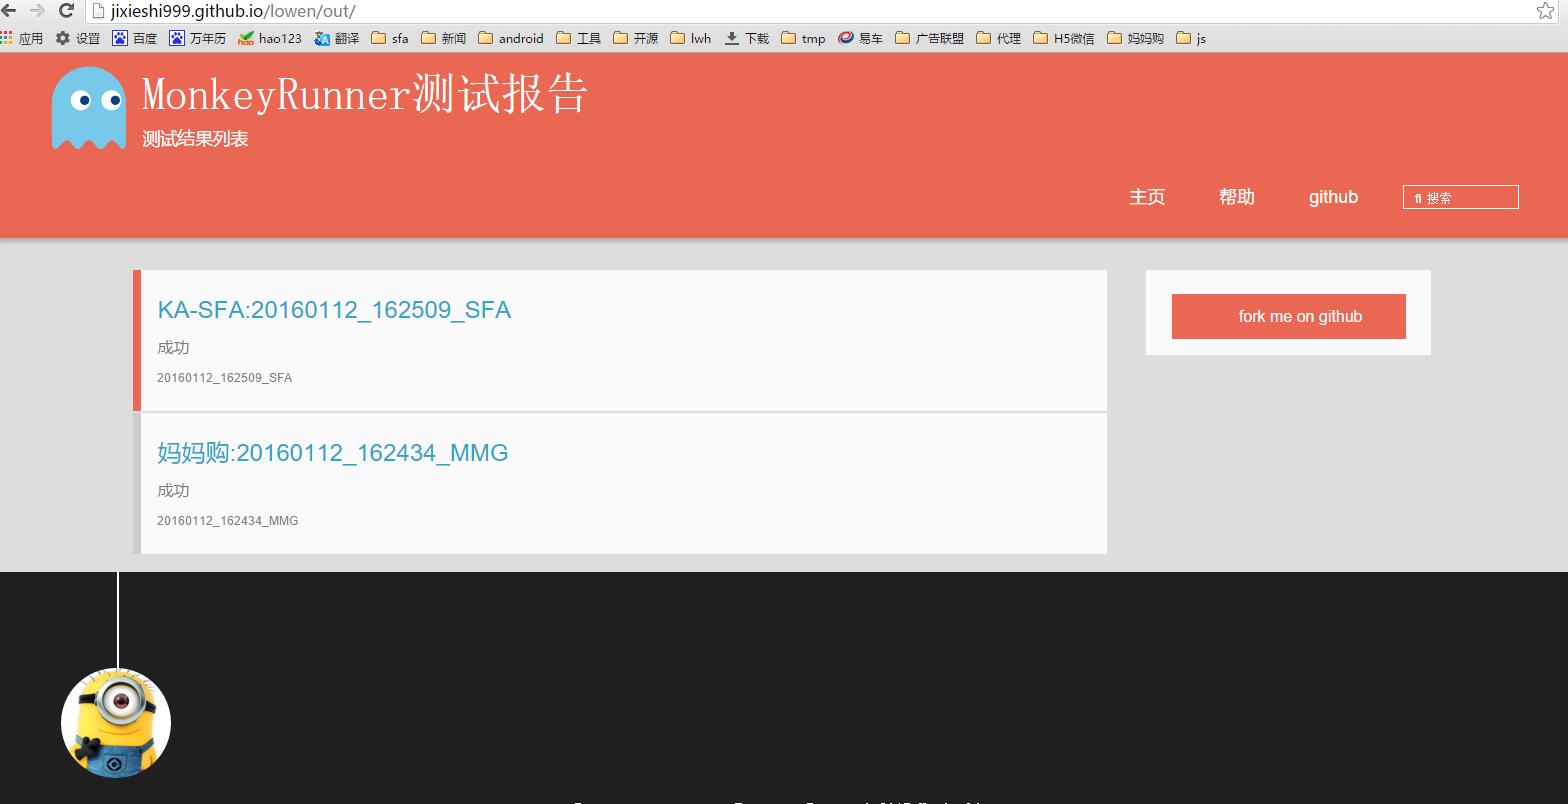 jixieshi999.github.io/lowen/out/
应用 设置 百度 万年历 hao123 翻译 sfa 新闻 android 工具 开源 lwh 下载 tmp 易车 广告联盟 代理 H5微信 妈妈购 js
MonkeyRunner测试报告
测试结果列表
主页 帮助 github 搜索
KA-SFA:20160112_162509_SFA
成功
20160112_162509_SFA
fork me on github
妈妈购:20160112_162434_MMG
成功
20160112_162434_MMG